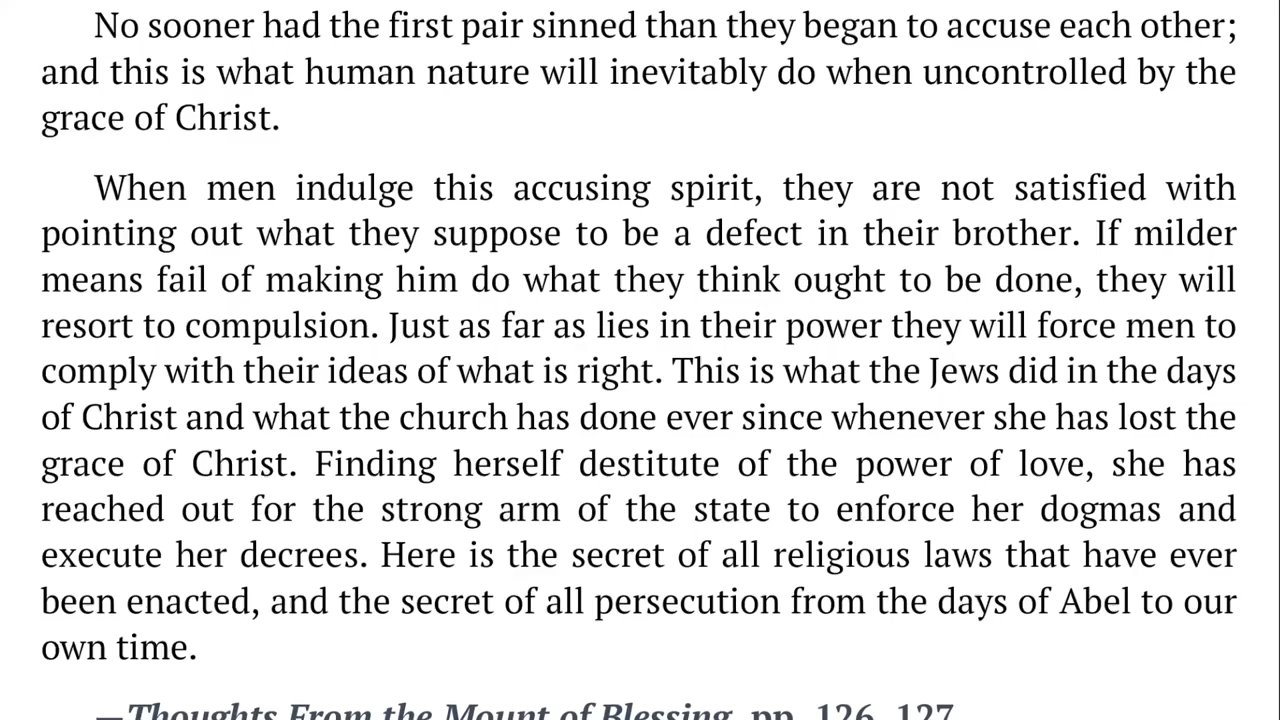 No sooner had the first pair sinned than they began to accuse each other;
and this is what human nature will inevitably do when uncontrolled by the
grace of Christ.
When men indulge this accusing spirit, they are not satisfied with
pointing out what they suppose to be a defect in their brother. If milder
means fail of making him do what they think ought to be done, they will
resort to compulsion. Just as far as lies in their power they will force men to
comply with their ideas of what is right. This is what the Jews did in the days
of Christ and what the church has done ever since whenever she has lost the
grace of Christ. Finding herself destitute of the power of love, she has
reached out for the strong arm of the state to enforce her dogmas and
execute her decrees. Here is the secret of all religious laws that have ever
been enacted, and the secret of all persecution from the days of Abel to our
own time.
—Thoughts From the Mount of Blessing, pp. 126, 127